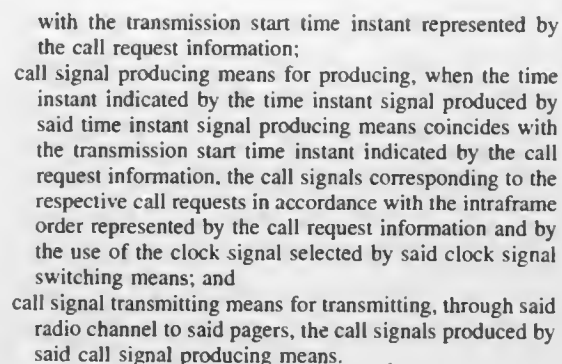 with the transmission start time instant represented by
the call request information;
call signal producing means for producing, when the time
instant indicated by the time instant signal produced by
said time instant signal producing means coincides with
the transmission start time instant indicated by the call
request information, the call signals corresponding to the
respective call requests in accordance with the intraframe
order represented by the call request information and by
the use of the clock signal selected by said clock signal
switching means; and
call signal transmitting means for transmitting, through said
radio channel to said pagers, the call signals produced by
said call signal producing means.